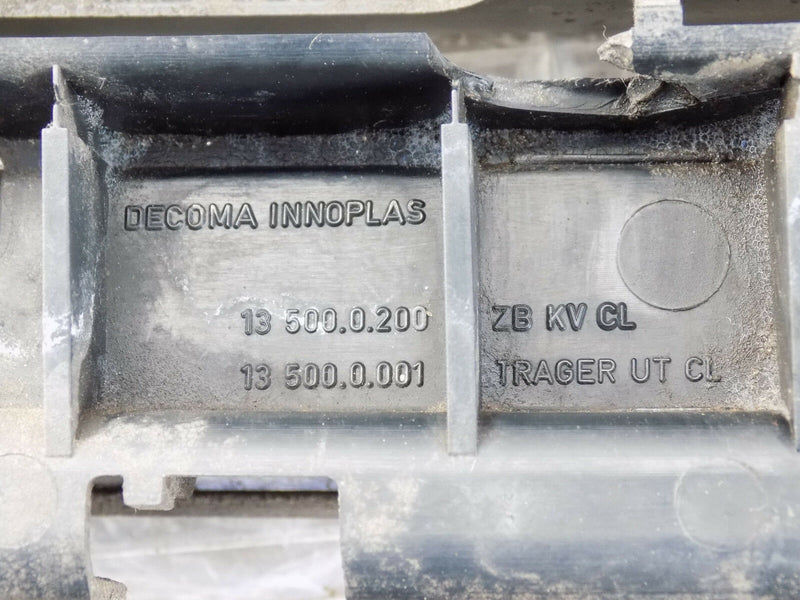 DECOMA INNOPLAS
13 500.0.200 ZB KV CL
13 500.0.001 TRAGER UT CL